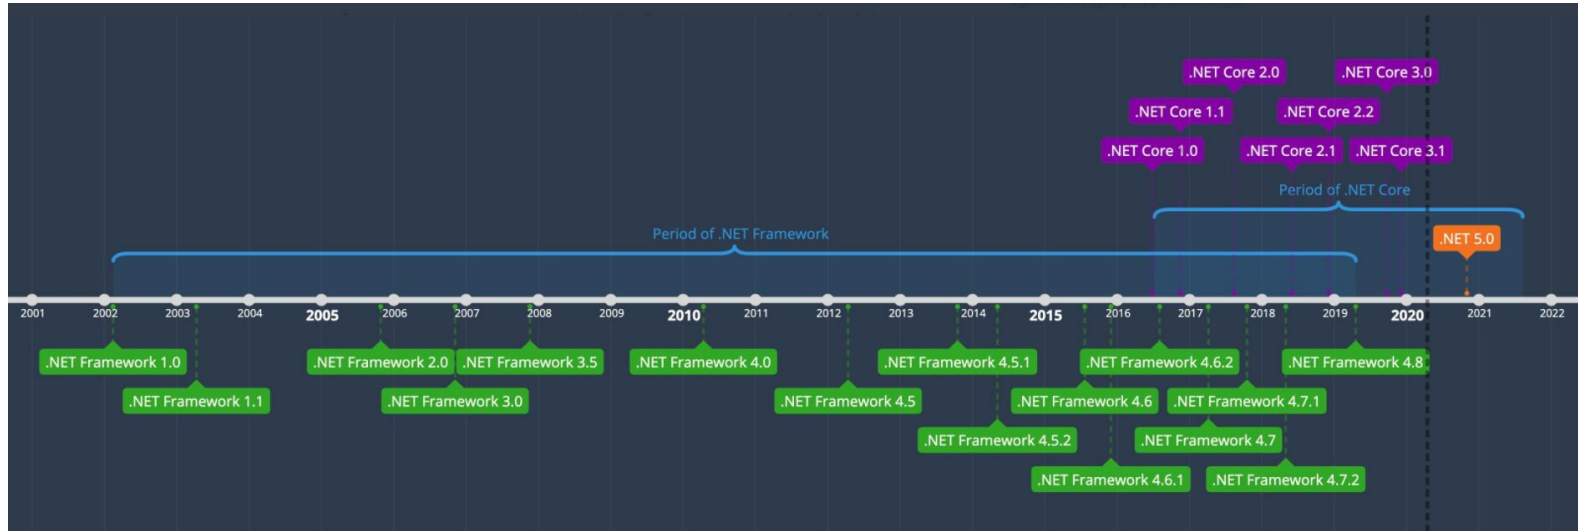 .NET Core 2.0
.NET Core 3.0
.NET Core 1.1
.NET Core 2.2
.NET Core 1.0
.NET Core 2.1
.NET Core 3.1
Period of .NET Core
Period of .NET Framework
.NET 5.0
2001
2002
2003
2004
2005
2006
2007
2008
2009
2010
2011
2012
2013
2014
2015
2016
2017
2018
2019
2020
2021
2022
.NET Framework 1.0
.NET Framework 2.0
.NET Framework 3.5
.NET Framework 4.0
.NET Framework 4.5.1
.NET Framework 4.6.2
.NET Framework 4.8
.NET Framework 1.1
.NET Framework 3.0
.NET Framework 4.5
.NET Framework 4.6
.NET Framework 4.7.1
.NET Framework 4.5.2
.NET Framework 4.7
.NET Framework 4.6.1
.NET Framework 4.7.2